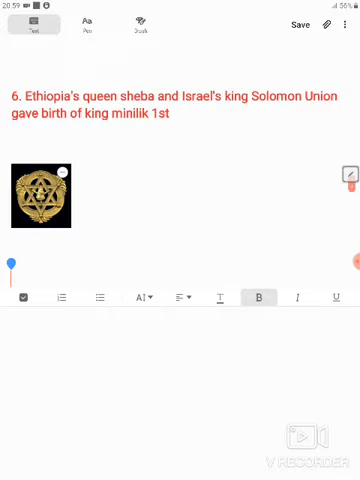 20:59
56%
Text
Pen
Brush
Save
6. Ethiopia's queen sheba and Israel's king Solomon Union
gave birth of king minilik 1st
A
T
B
I
U
V RECORDER